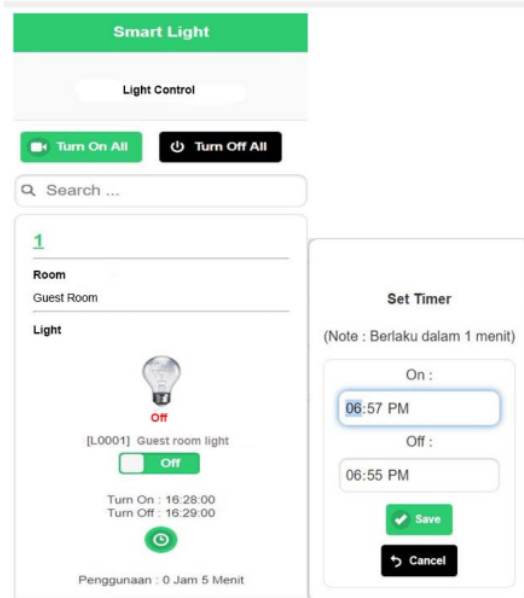 Smart Light
Light Control
Turn On All
Turn Off All
Search ...
1
Room
Guest Room
Light
Off
[L0001] Guest room light
Off
Turn On : 16:28:00
Turn Off : 16:29:00
Penggunaan : 0 Jam 5 Menit
Set Timer
(Note : Berlaku dalam 1 menit)
On :
06:57 PM
Off :
06:55 PM
Save
Cancel